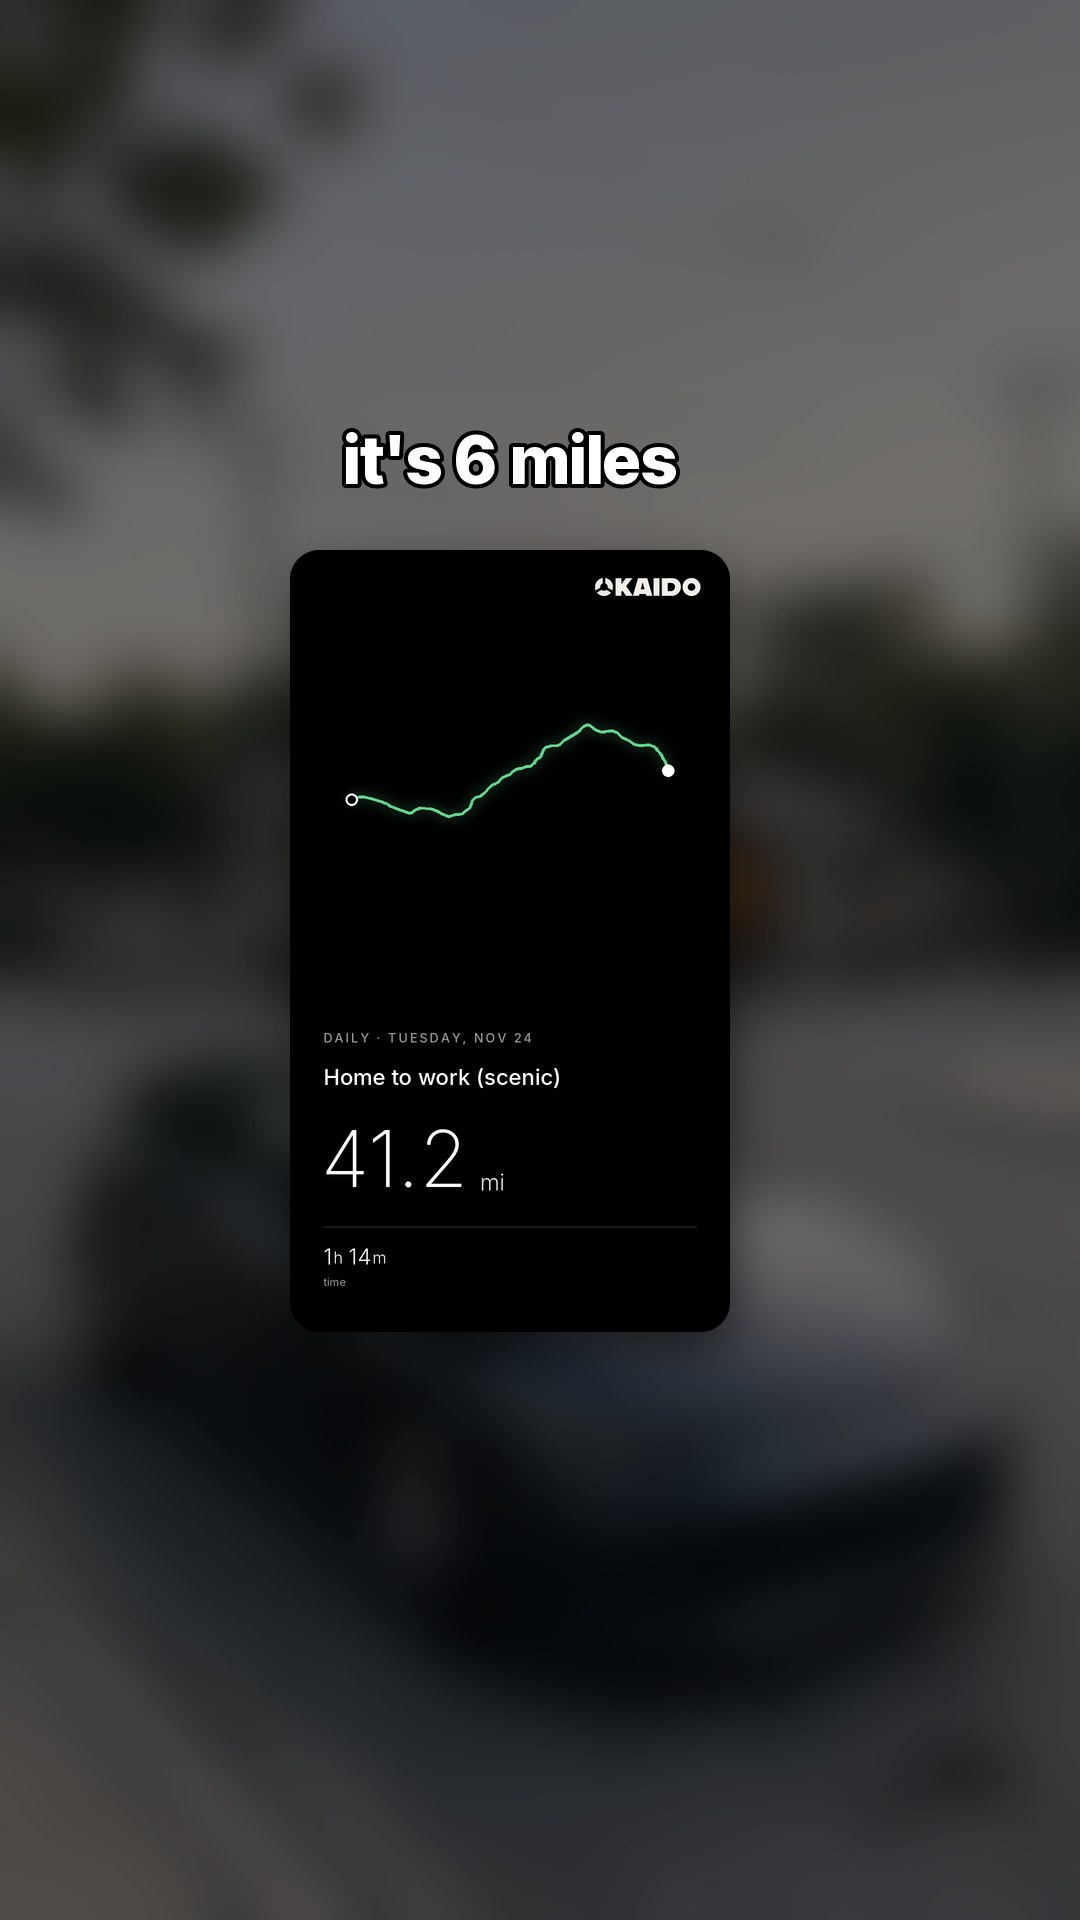 it's 6 miles
KAIDO
DAILY · TUESDAY, NOV 24
Home to work (scenic)
41.2 mi
1h 14m
time